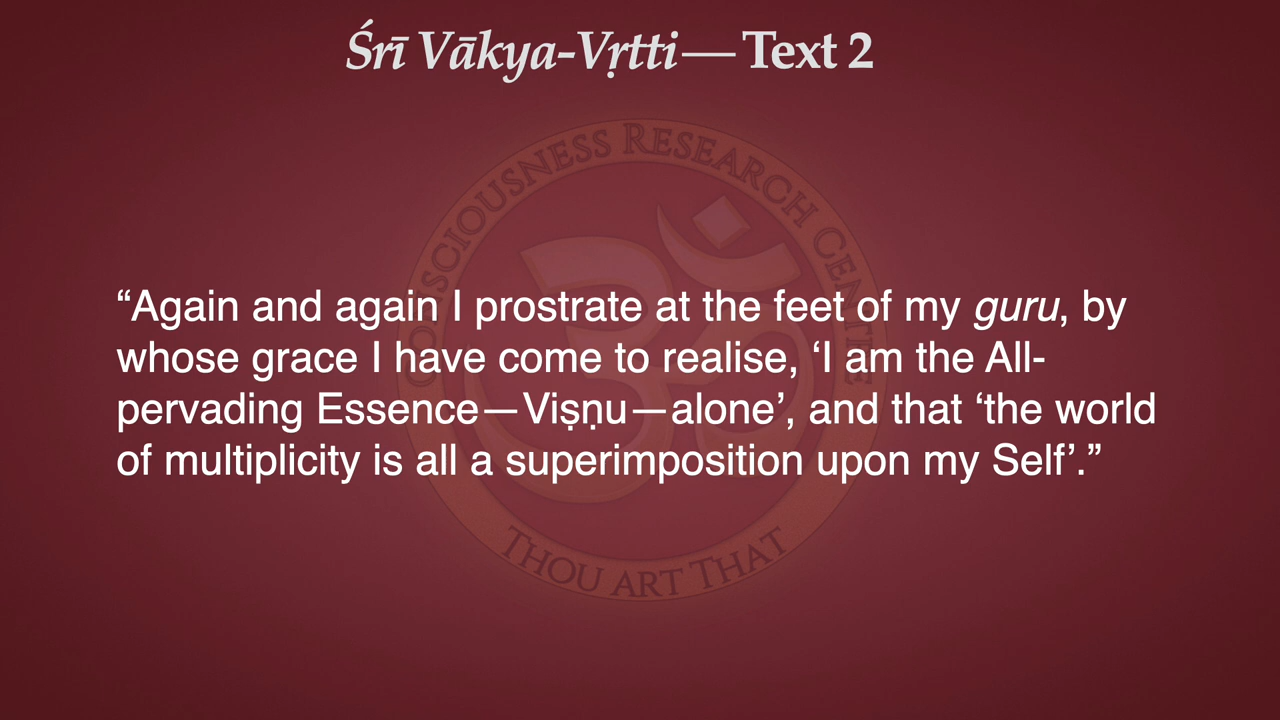 Śrī Vākya-Vṛtti—Text 2
CONSCIOUSNESS RESEARCH CENTRE
“Again and again I prostrate at the feet of my guru, by
whose grace I have come to realise, ‘I am the All-
pervading Essence—Viṣṇu—alone’, and that ‘the world
of multiplicity is all a superimposition upon my Self’.”
THOU ART THAT
ॐ